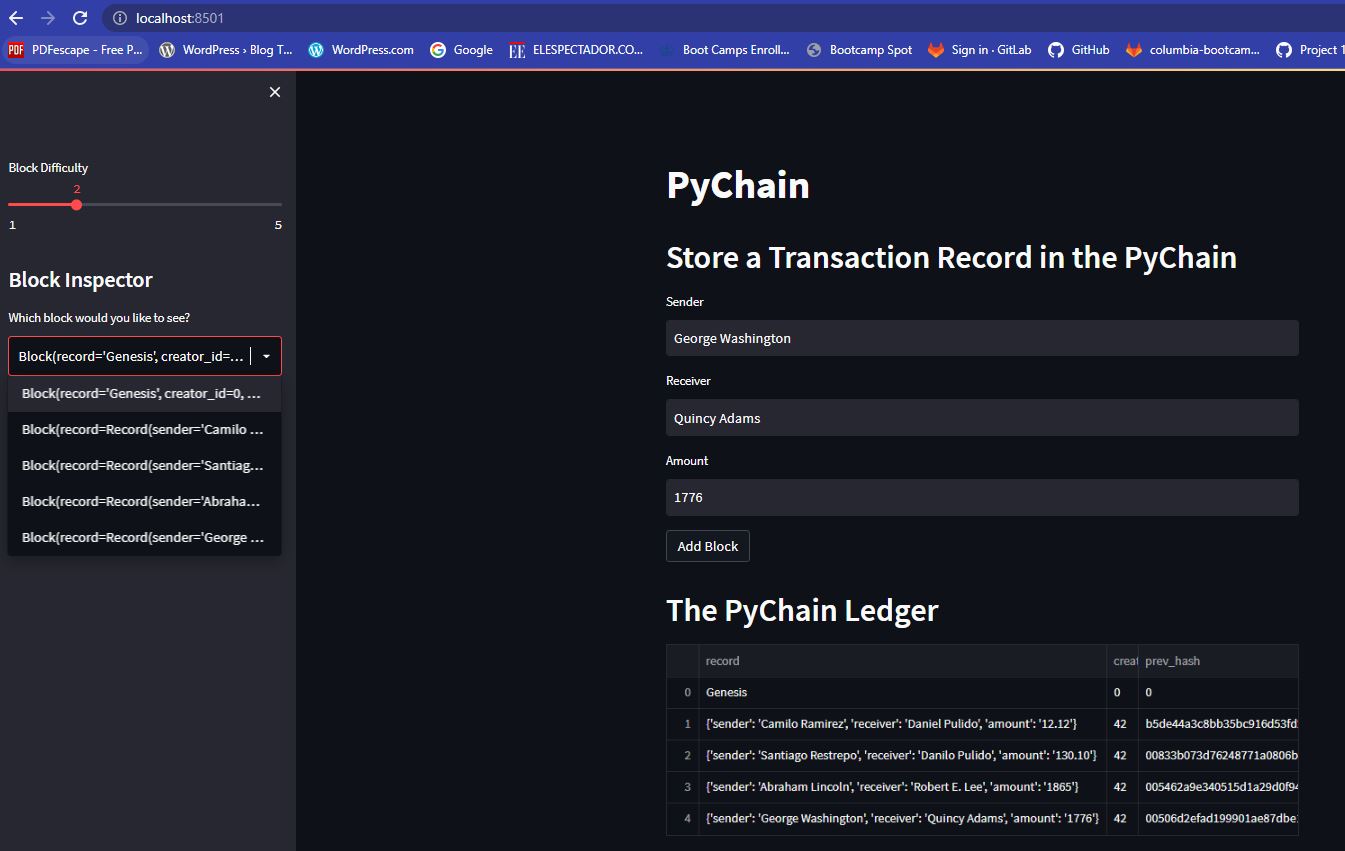 localhost:8501
PDF PDFescape - Free P... WordPress › Blog T... WordPress.com Google EE ELESPECTADOR.CO... Boot Camps Enroll... Bootcamp Spot Sign in · GitLab GitHub columbia-bootcam... Project 1
Block Difficulty
2
1 5
Block Inspector
Which block would you like to see?
Block(record='Genesis', creator_id=...
Block(record='Genesis', creator_id=0, ...
Block(record=Record(sender='Camilo ...
Block(record=Record(sender='Santiag...
Block(record=Record(sender='Abraha...
Block(record=Record(sender='George ...
PyChain
Store a Transaction Record in the PyChain
Sender
George Washington
Receiver
Quincy Adams
Amount
1776
Add Block
The PyChain Ledger
record creat prev_hash
0 Genesis 0 0
1 {'sender': 'Camilo Ramirez', 'receiver': 'Daniel Pulido', 'amount': '12.12'} 42 b5de44a3c8bb35bc916d53fd
2 {'sender': 'Santiago Restrepo', 'receiver': 'Danilo Pulido', 'amount': '130.10'} 42 00833b073d76248771a0806b
3 {'sender': 'Abraham Lincoln', 'receiver': 'Robert E. Lee', 'amount': '1865'} 42 005462a9e340515d1a29d0f94
4 {'sender': 'George Washington', 'receiver': 'Quincy Adams', 'amount': '1776'} 42 00506d2efad199901ae87dbe